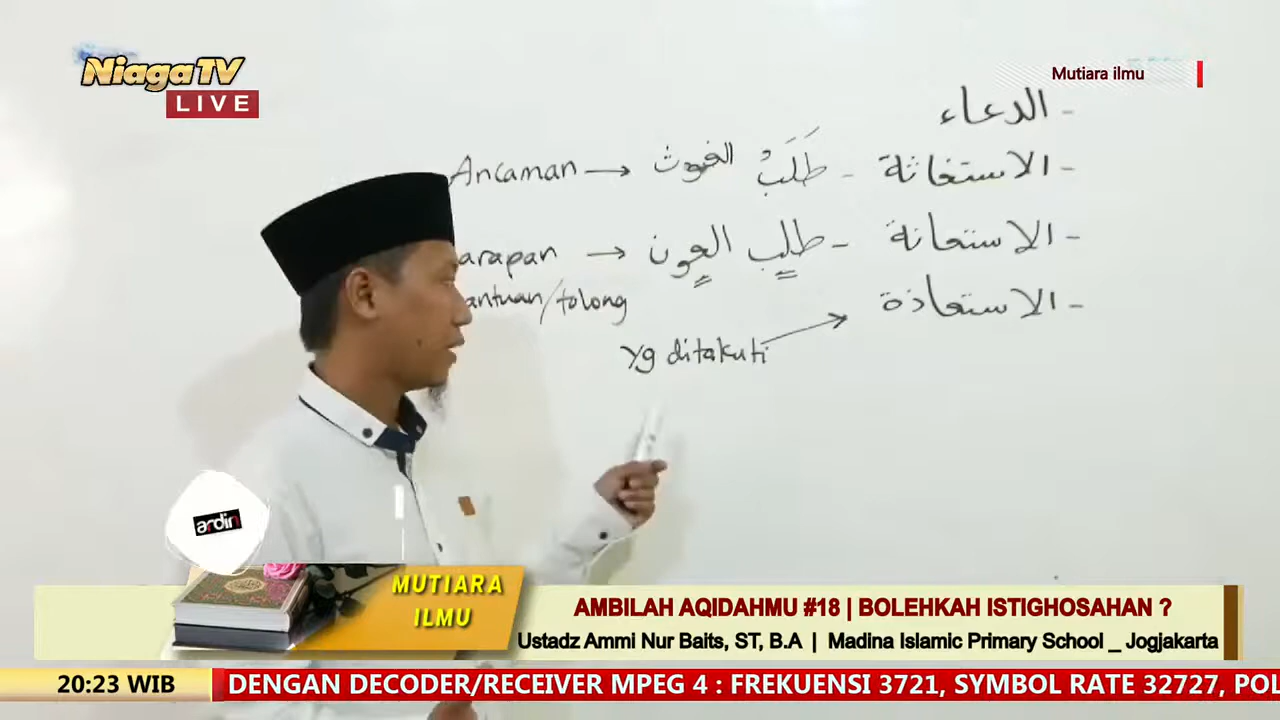 NiagaTV
LIVE
Mutiara ilmu
- الدعاء
- الاستغاثة - طَلَبُ الغوث → Ancaman
- الاستعانة - طلب العون → arapan
antuan/tolong
- الاستعاذة
yg ditakuti
ardin
MUTIARA
ILMU
AMBILAH AQIDAHMU #18 | BOLEHKAH ISTIGHOSAHAN ?
Ustadz Ammi Nur Baits, ST, B.A | Madina Islamic Primary School _ Jogjakarta
20:23 WIB
DENGAN DECODER/RECEIVER MPEG 4 : FREKUENSI 3721, SYMBOL RATE 32727, POL